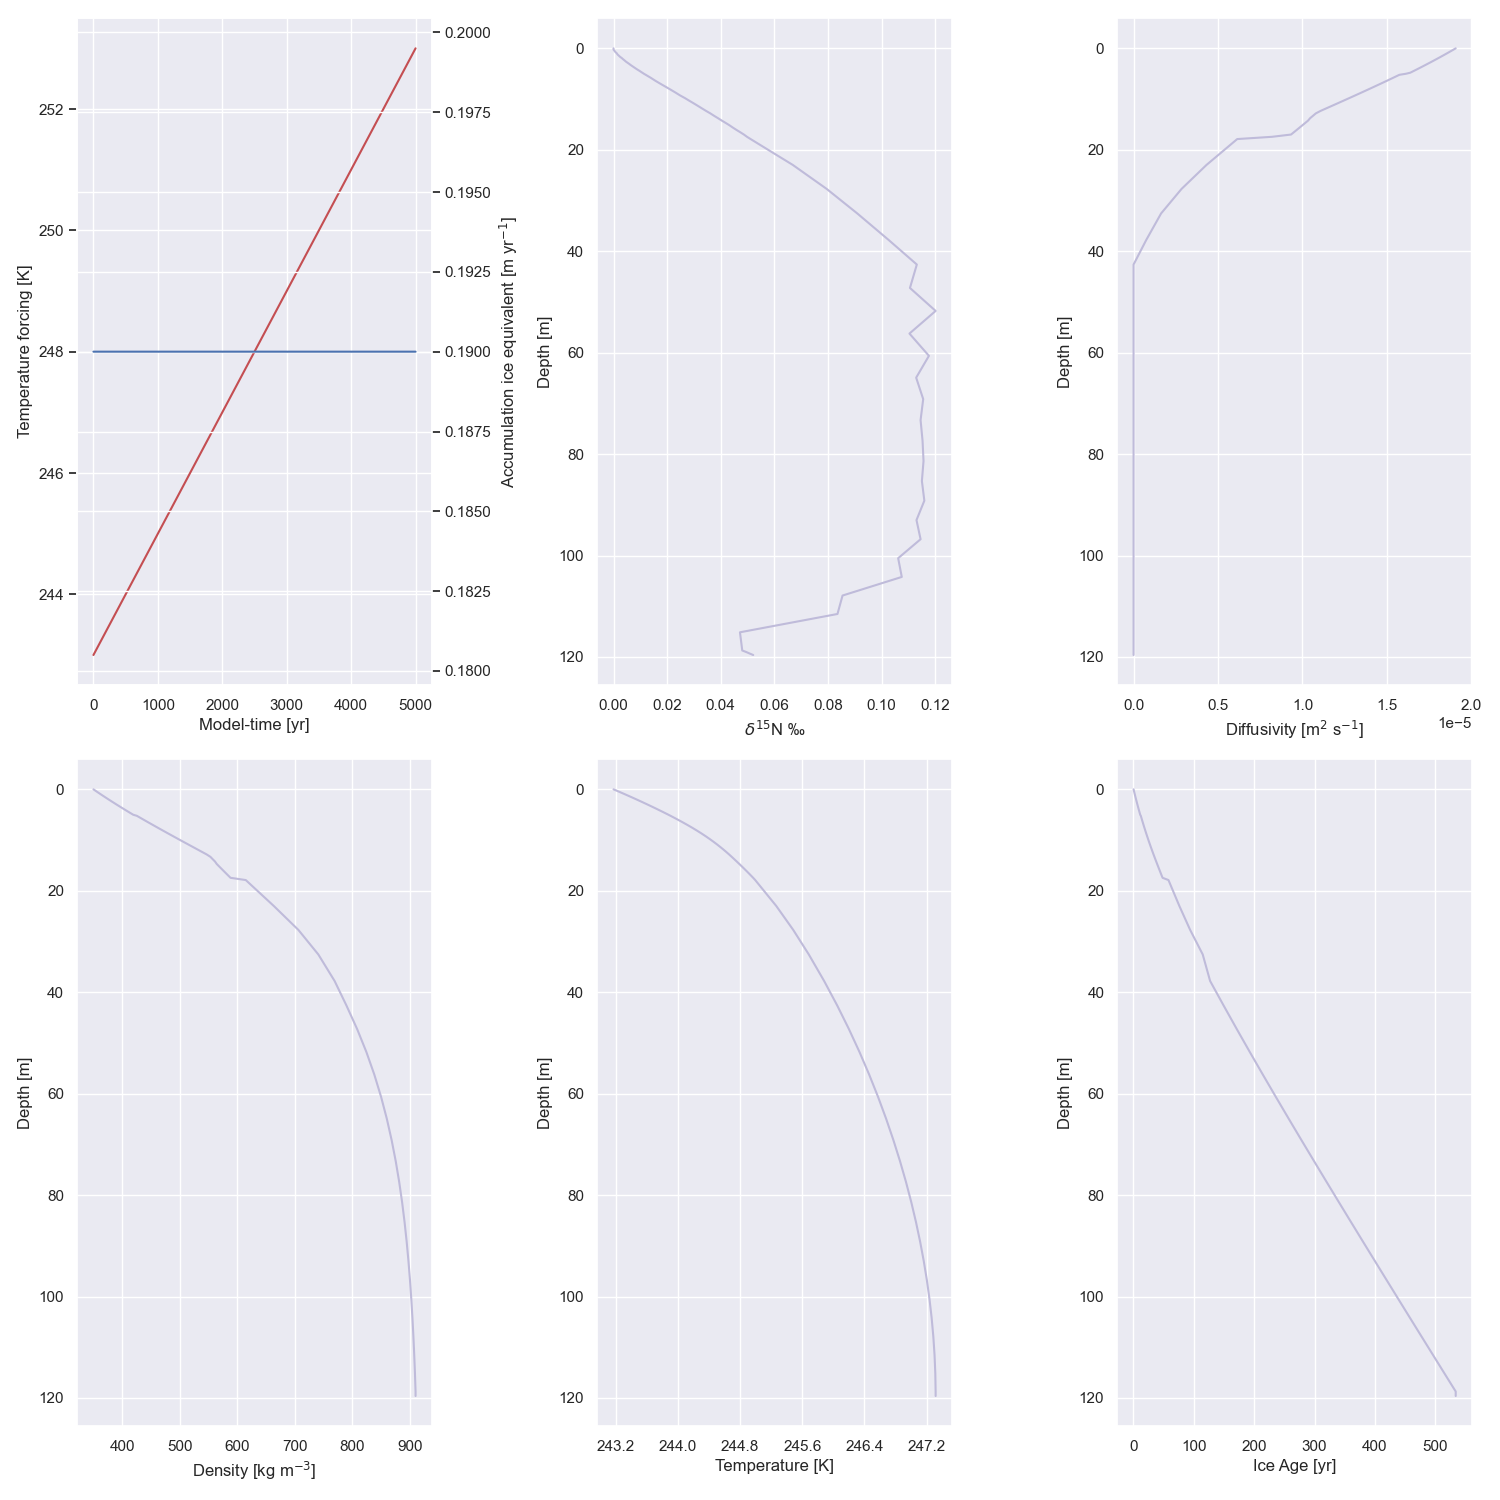 0.2000
0.1975
0.1950
0.1925
0.1900
0.1875
0.1850
0.1825
0.1800
252
250
248
246
244
Temperature forcing [K]
Accumulation ice equivalent [m yr⁻¹]
0 1000 2000 3000 4000 5000
Model-time [yr]
0
20
40
60
80
100
120
Depth [m]
0.00 0.02 0.04 0.06 0.08 0.10 0.12
δ¹⁵N ‰
0
20
40
60
80
100
120
Depth [m]
0.0 0.5 1.0 1.5 2.0
1e−5
Diffusivity [m² s⁻¹]
0
20
40
60
80
100
120
Depth [m]
400 500 600 700 800 900
Density [kg m⁻³]
0
20
40
60
80
100
120
Depth [m]
243.2 244.0 244.8 245.6 246.4 247.2
Temperature [K]
0
20
40
60
80
100
120
Depth [m]
0 100 200 300 400 500
Ice Age [yr]